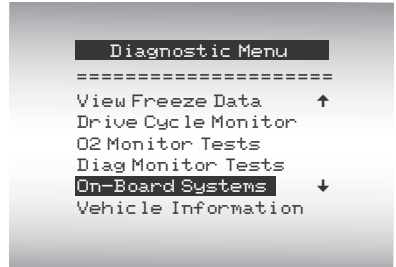 Diagnostic Menu
=====================
View Freeze Data ↑
Drive Cycle Monitor
O2 Monitor Tests
Diag Monitor Tests
On-Board Systems ↓
Vehicle Information